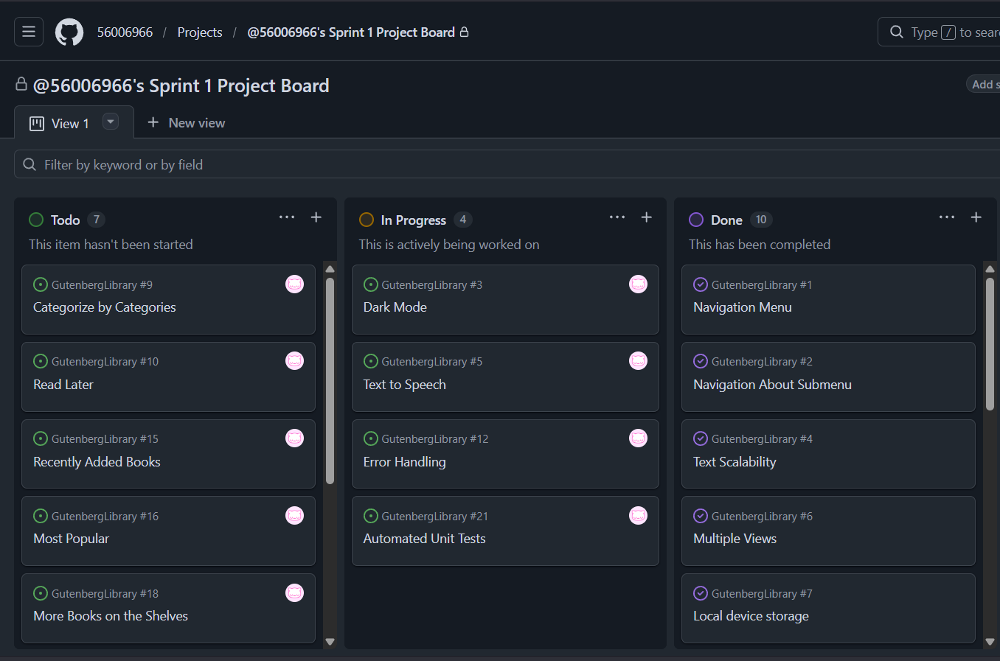 56006966 / Projects / @56006966's Sprint 1 Project Board
Type / to sear
@56006966's Sprint 1 Project Board
Add s
View 1
New view
Filter by keyword or by field
Todo 7
This item hasn't been started
GutenbergLibrary #9
Categorize by Categories
GutenbergLibrary #10
Read Later
GutenbergLibrary #15
Recently Added Books
GutenbergLibrary #16
Most Popular
GutenbergLibrary #18
More Books on the Shelves
In Progress 4
This is actively being worked on
GutenbergLibrary #3
Dark Mode
GutenbergLibrary #5
Text to Speech
GutenbergLibrary #12
Error Handling
GutenbergLibrary #21
Automated Unit Tests
Done 10
This has been completed
GutenbergLibrary #1
Navigation Menu
GutenbergLibrary #2
Navigation About Submenu
GutenbergLibrary #4
Text Scalability
GutenbergLibrary #6
Multiple Views
GutenbergLibrary #7
Local device storage